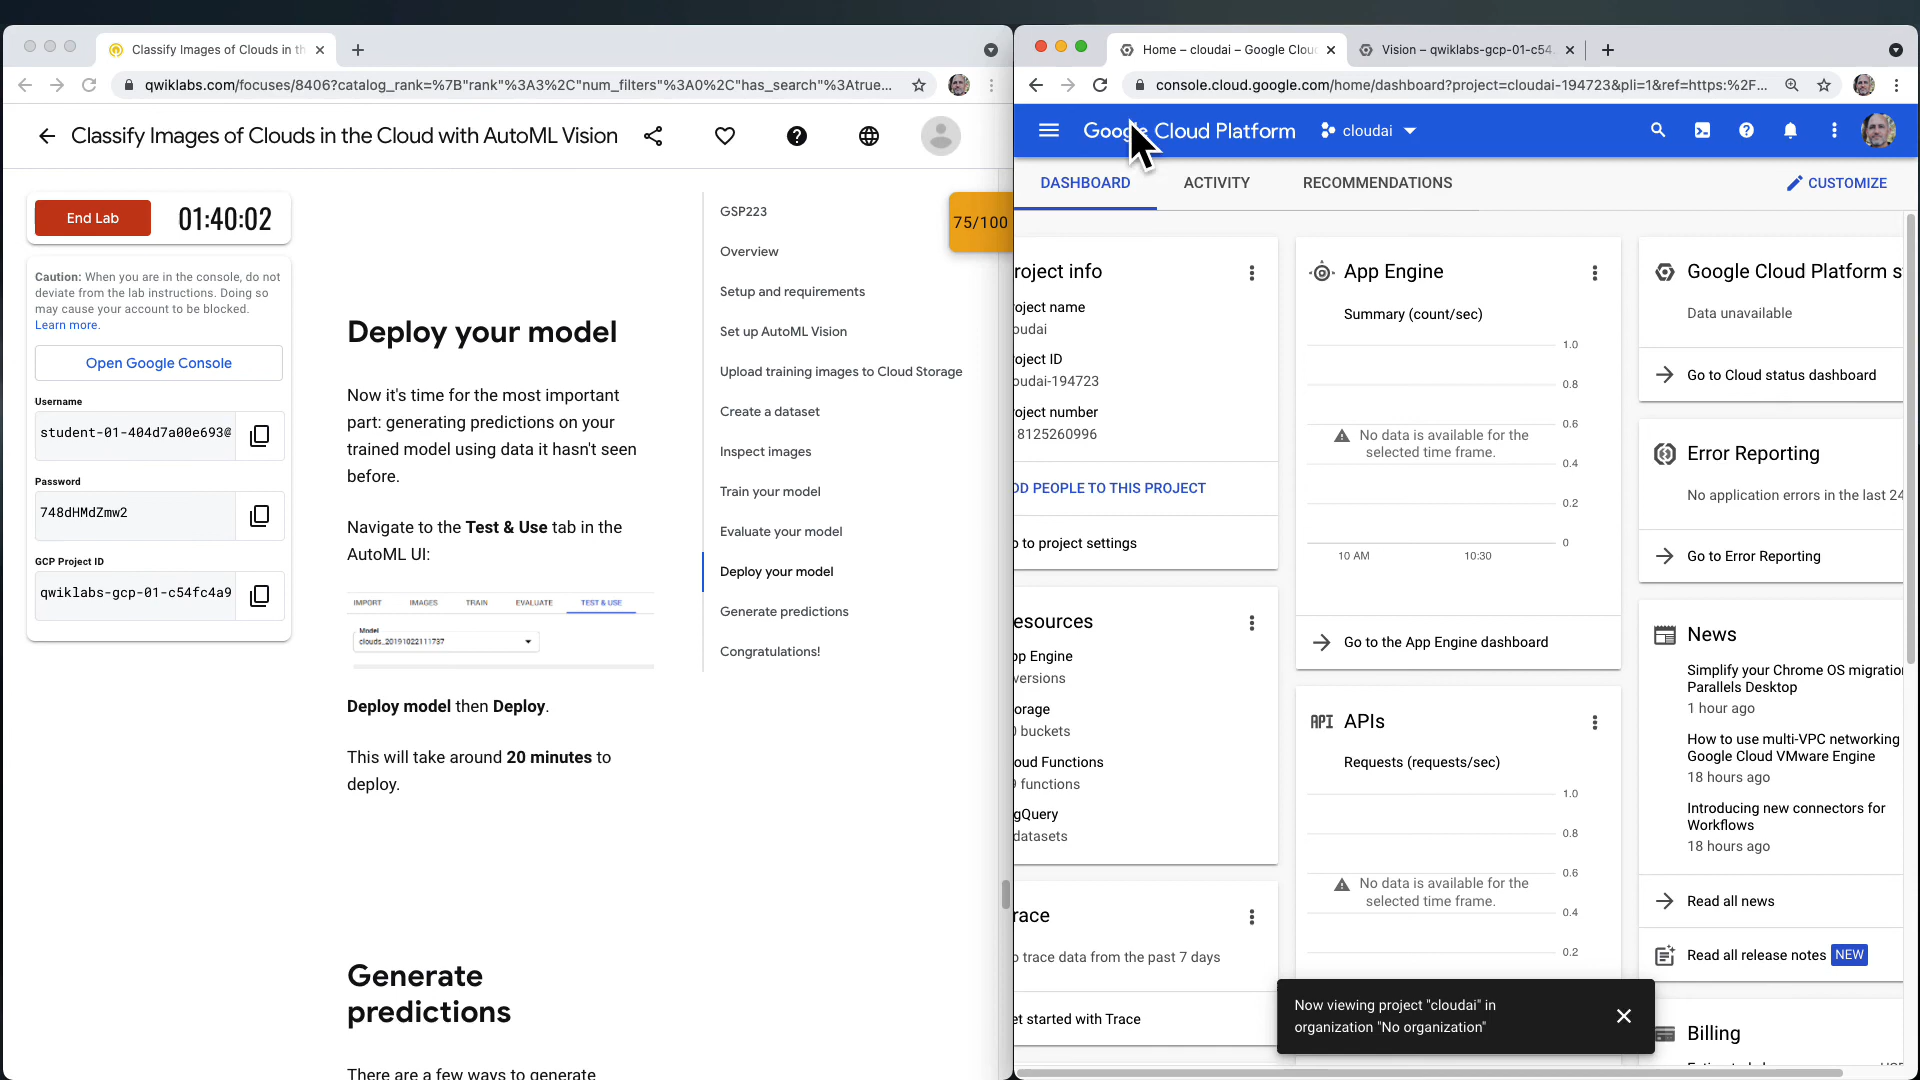 Classify Images of Clouds in th
qwiklabs.com/focuses/8406?catalog_rank=%7B"rank"%3A3%2C"num_filters"%3A0%2C"has_search"%3Atrue...
Classify Images of Clouds in the Cloud with AutoML Vision
End Lab
01:40:02
Caution: When you are in the console, do not
deviate from the lab instructions. Doing so
may cause your account to be blocked.
Learn more.
Open Google Console
Username
student-01-404d7a00e693@
Password
748dHMdZmw2
GCP Project ID
qwiklabs-gcp-01-c54fc4a9
Deploy your model
Now it's time for the most important
part: generating predictions on your
trained model using data it hasn't seen
before.
Navigate to the Test & Use tab in the
AutoML UI:
IMPORT IMAGES TRAIN EVALUATE TEST & USE
Model
clouds_20191022111737
Deploy model then Deploy.
This will take around 20 minutes to
deploy.
Generate
predictions
There are a few ways to generate
GSP223
Overview
Setup and requirements
Set up AutoML Vision
Upload training images to Cloud Storage
Create a dataset
Inspect images
Train your model
Evaluate your model
Deploy your model
Generate predictions
Congratulations!
75/100
Home – cloudai – Google Clou
Vision – qwiklabs-gcp-01-c54
console.cloud.google.com/home/dashboard?project=cloudai-194723&pli=1&ref=https:%2F...
Google Cloud Platform
cloudai
DASHBOARD
ACTIVITY
RECOMMENDATIONS
CUSTOMIZE
roject info
roject name
oudai
oject ID
oudai-194723
oject number
8125260996
DD PEOPLE TO THIS PROJECT
o to project settings
esources
pp Engine
versions
orage
buckets
oud Functions
functions
gQuery
datasets
race
o trace data from the past 7 days
et started with Trace
App Engine
Summary (count/sec)
1.0
0.8
0.6
No data is available for the
selected time frame.
0.4
0.2
0
10 AM
10:30
Go to the App Engine dashboard
API APIs
Requests (requests/sec)
1.0
0.8
0.6
No data is available for the
selected time frame.
0.4
0.2
Google Cloud Platform s
Data unavailable
Go to Cloud status dashboard
Error Reporting
No application errors in the last 24
Go to Error Reporting
News
Simplify your Chrome OS migratio
Parallels Desktop
1 hour ago
How to use multi-VPC networking
Google Cloud VMware Engine
18 hours ago
Introducing new connectors for
Workflows
18 hours ago
Read all news
Read all release notes NEW
Billing
Now viewing project "cloudai" in
organization "No organization"